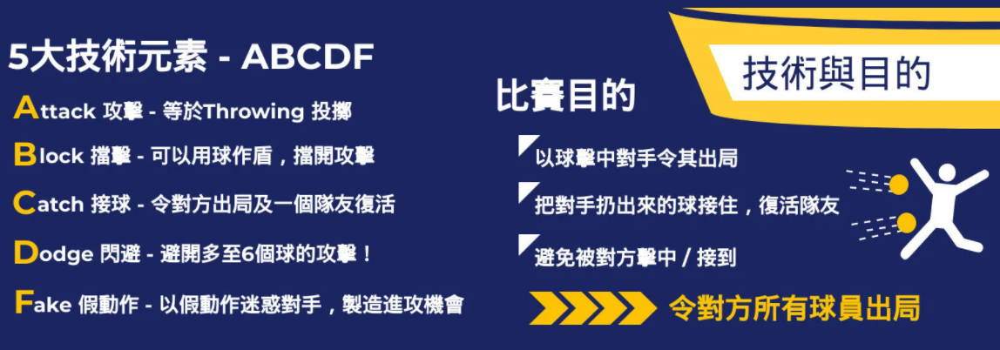 5大技術元素 - ABCDF
Attack 攻擊 - 等於Throwing 投擲
Block 擋擊 - 可以用球作盾，擋開攻擊
Catch 接球 - 令對方出局及一個隊友復活
Dodge 閃避 - 避開多至6個球的攻擊！
Fake 假動作 - 以假動作迷惑對手，製造進攻機會
技術與目的
比賽目的
以球擊中對手令其出局
把對手扔出來的球接住，復活隊友
避免被對方擊中 / 接到
令對方所有球員出局